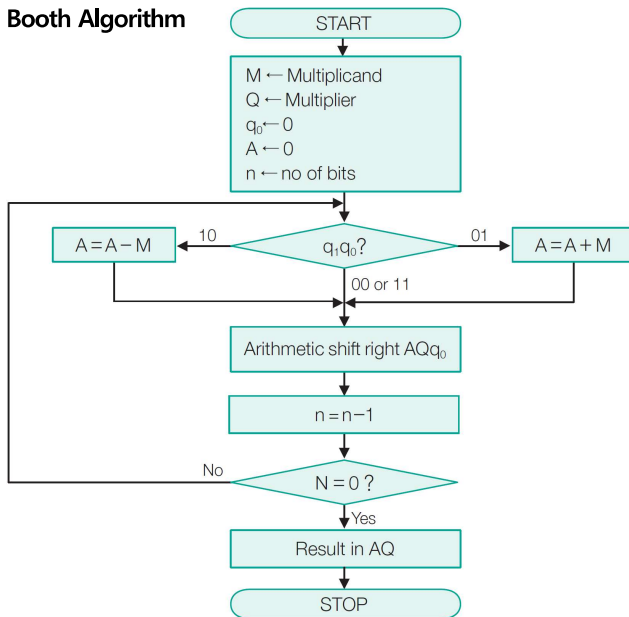 Booth Algorithm
START
M ← Multiplicand
Q ← Multiplier
q₀ ← 0
A ← 0
n ← no of bits
A = A − M
10
q₁q₀?
01
A = A + M
00 or 11
Arithmetic shift right AQq₀
n = n−1
No
N = 0 ?
Yes
Result in AQ
STOP